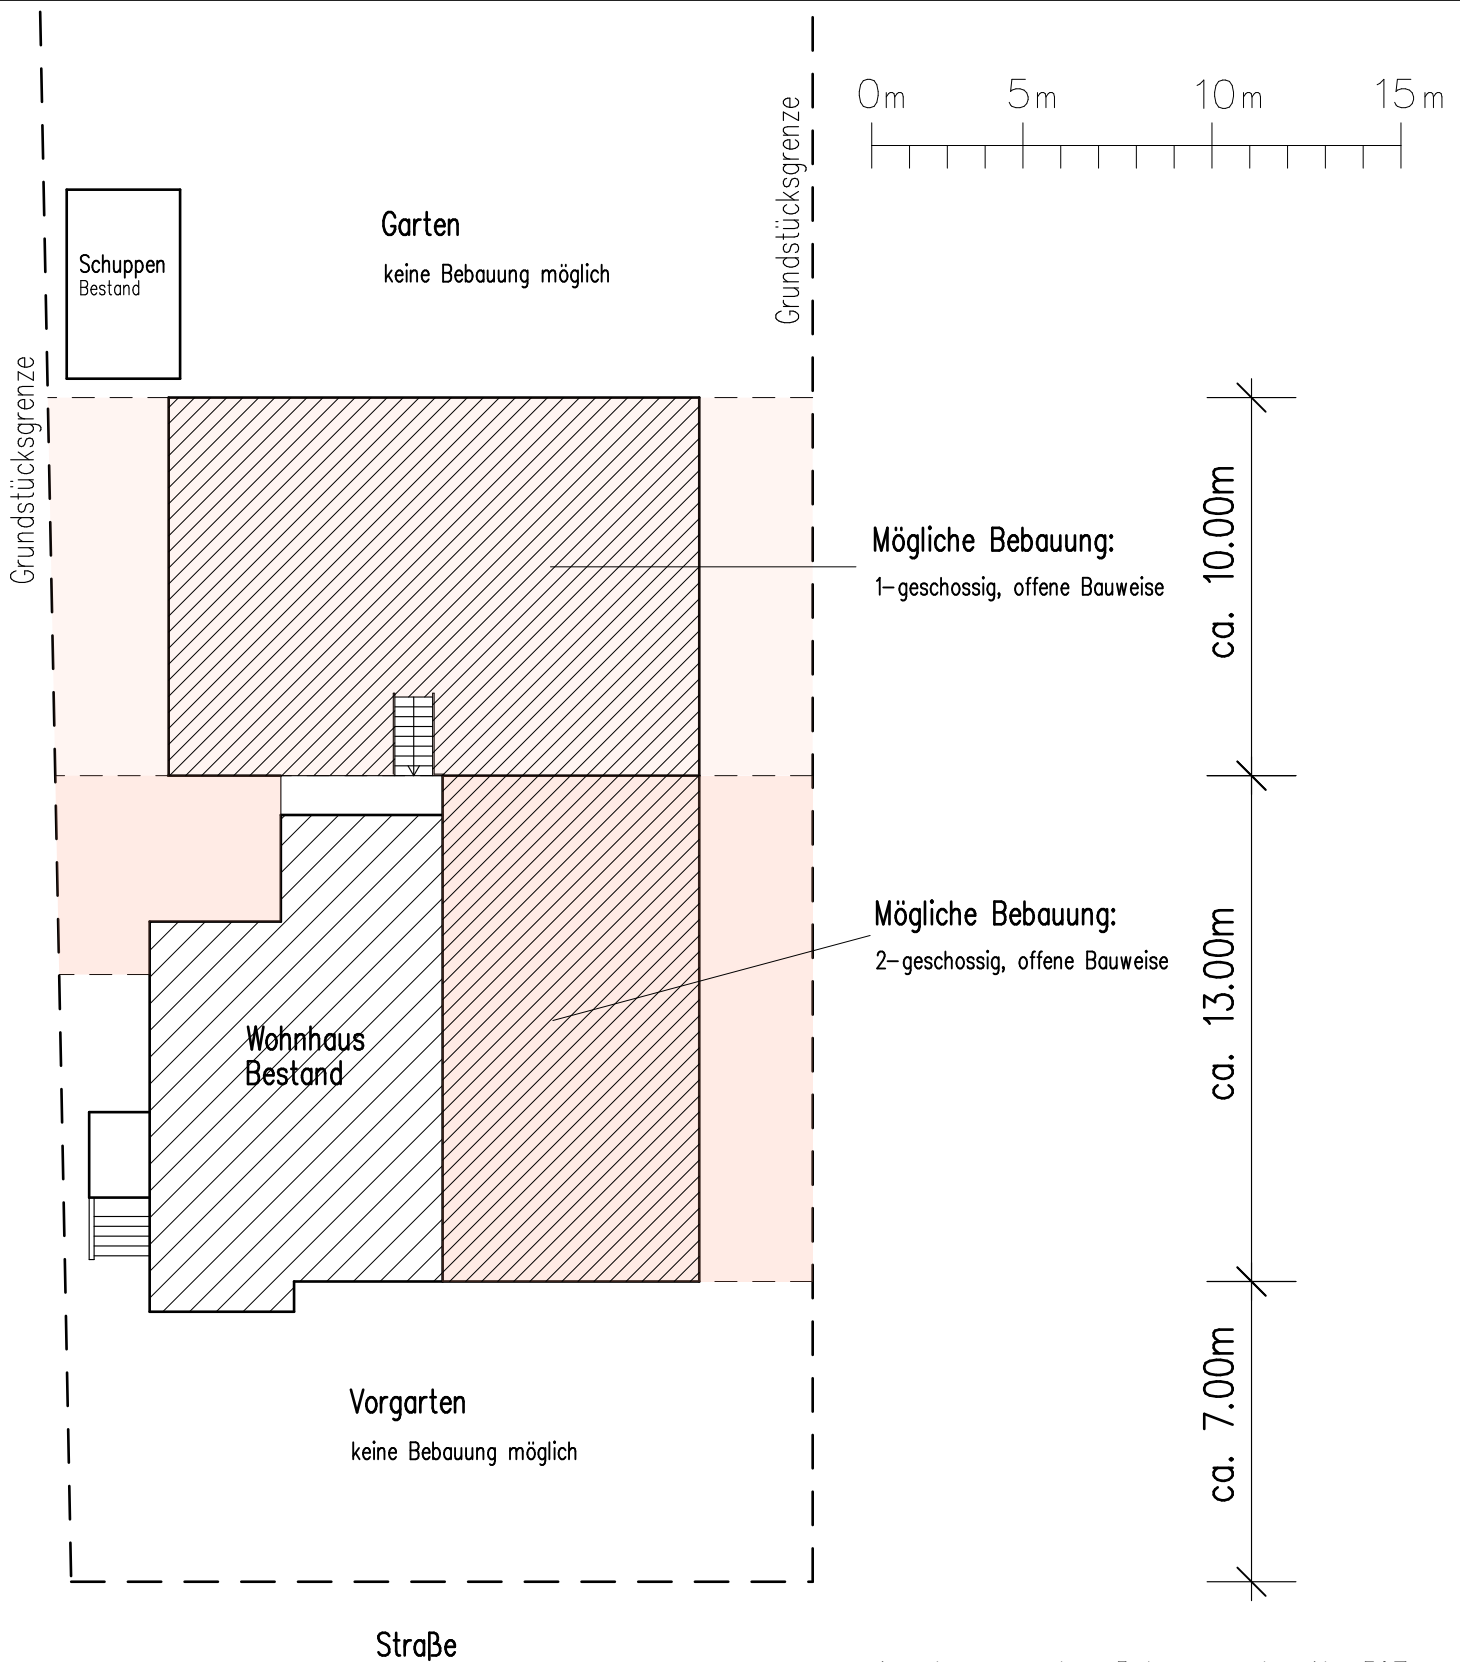 0m 5m 10m 15m
Grundstücksgrenze
Garten
keine Bebauung möglich
Schuppen
Bestand
Grundstücksgrenze
Mögliche Bebauung:
1-geschossig, offene Bauweise
ca. 10.00m
Mögliche Bebauung:
2-geschossig, offene Bauweise
ca. 13.00m
Wohnhaus
Bestand
ca. 7.00m
Vorgarten
keine Bebauung möglich
Straße